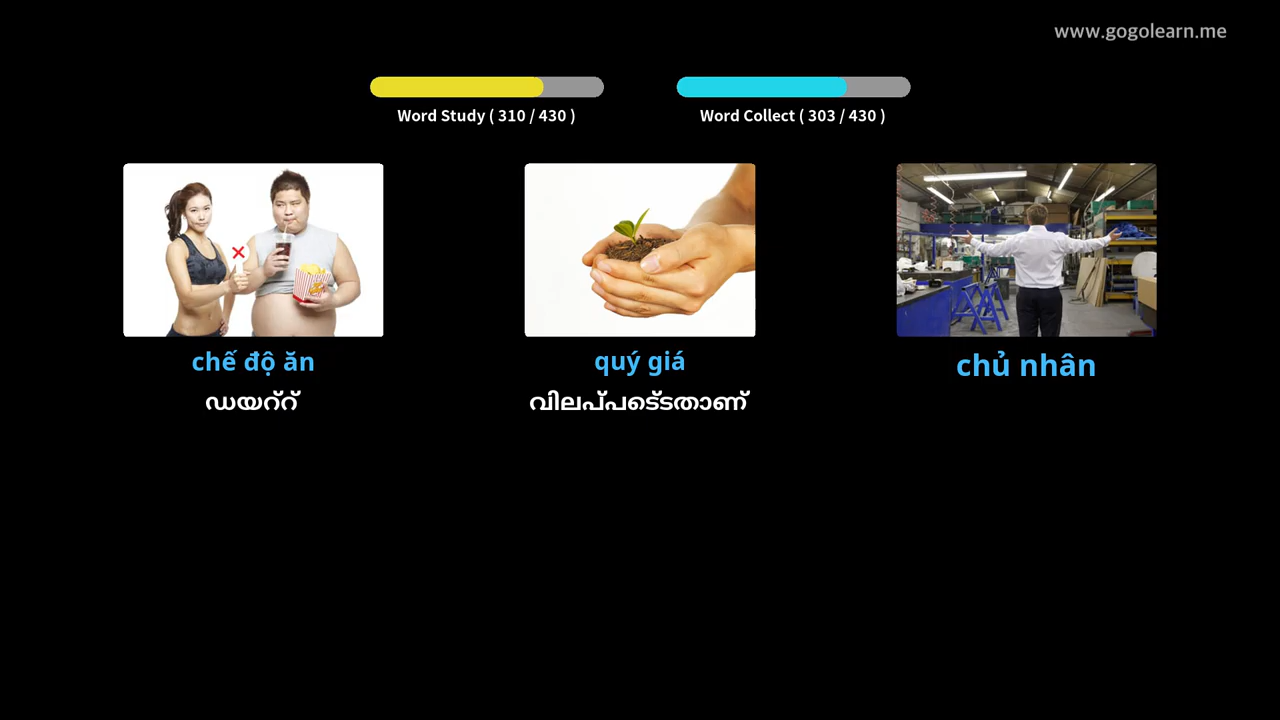 www.gogolearn.me
Word Study ( 310 / 430 )
Word Collect ( 303 / 430 )
chế độ ăn
quý giá
chủ nhân
ഡയറ്റ്
വിലപ്പെട്ടതാണ്